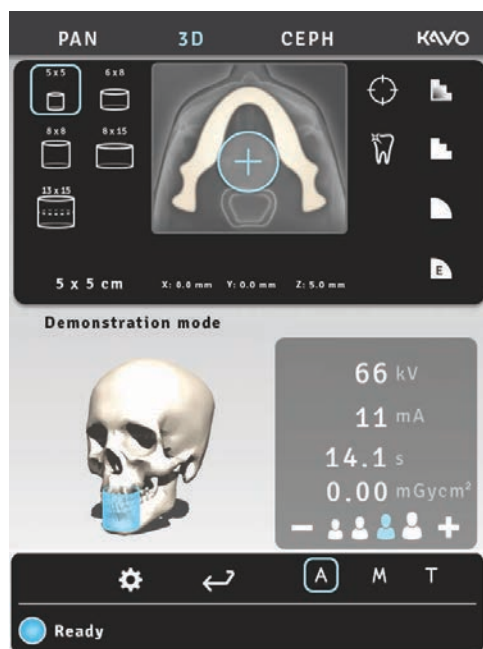 PAN 3D CEPH KAVO
5x5 6x8
8x8 8x15
13x15
E
5 x 5 cm X: 0.0 mm Y: 0.0 mm Z: 5.0 mm
Demonstration mode
66 kV
11 mA
14.1 s
0.00 mGycm²
A M T
Ready